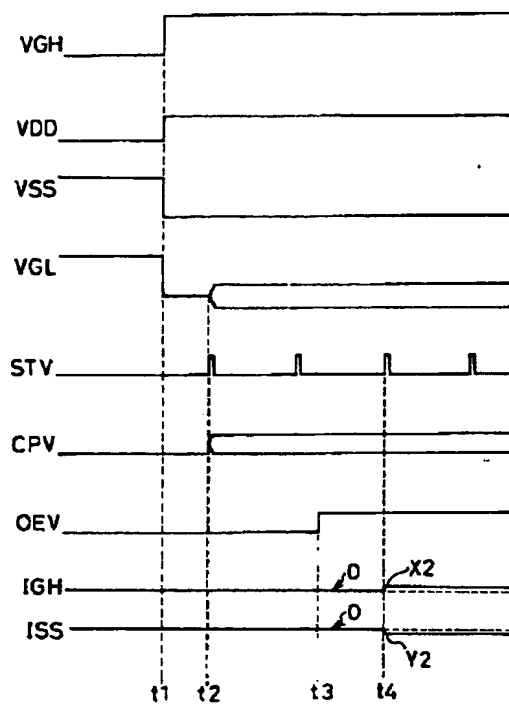 VGH
VDD
VSS
VGL
STV
CPV
OEV
IGH 0 X2
ISS 0 Y2
t1 t2 t3 t4